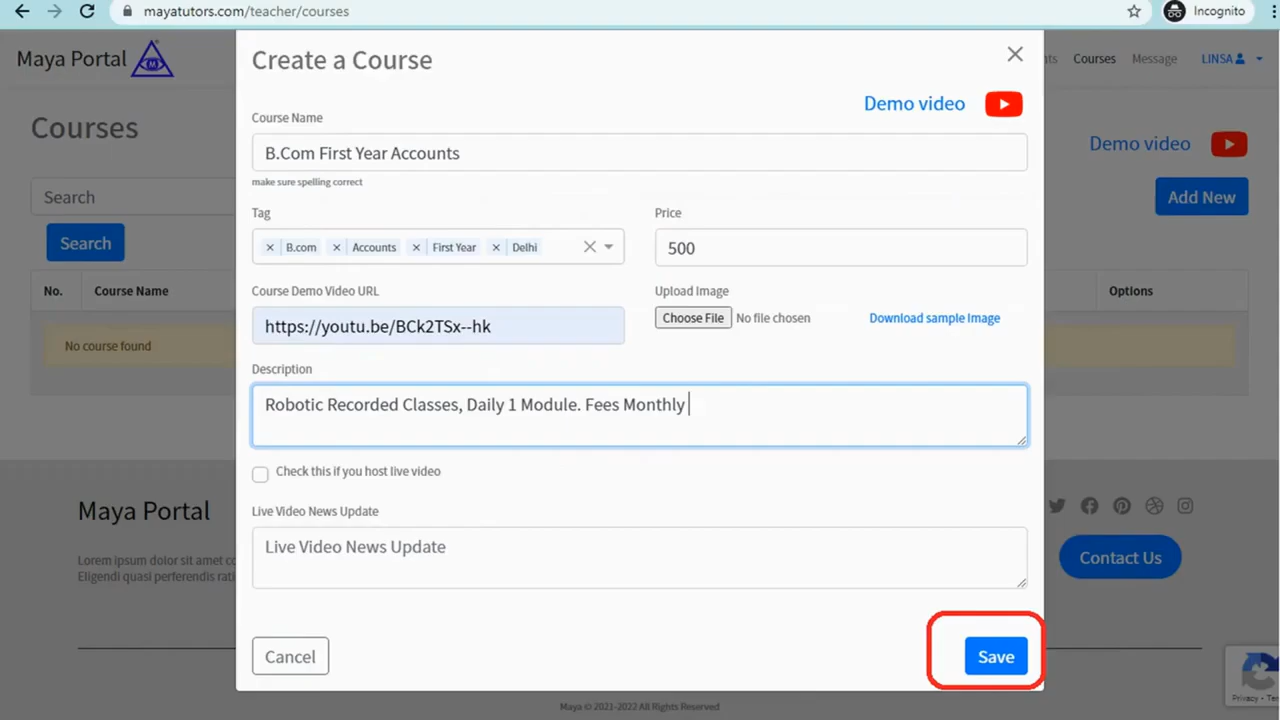 mayatutors.com/teacher/courses
Incognito
Maya Portal
M
Courses
Message
LINSA
Create a Course
Demo video
Courses
Demo video
Course Name
B.Com First Year Accounts
make sure spelling correct
Search
Add New
Search
Tag
Price
× B.com × Accounts × First Year × Delhi
500
No.
Course Name
Options
Course Demo Video URL
Upload Image
https://youtu.be/BCk2TSx--hk
Choose File No file chosen
Download sample Image
No course found
Description
Robotic Recorded Classes, Daily 1 Module. Fees Monthly
Check this if you host live video
Maya Portal
Live Video News Update
Live Video News Update
Lorem ipsum dolor sit amet
Eligendi quasi perferendis
Contact Us
Cancel
Save
Privacy
Maya © 2021-2022 All Rights Reserved